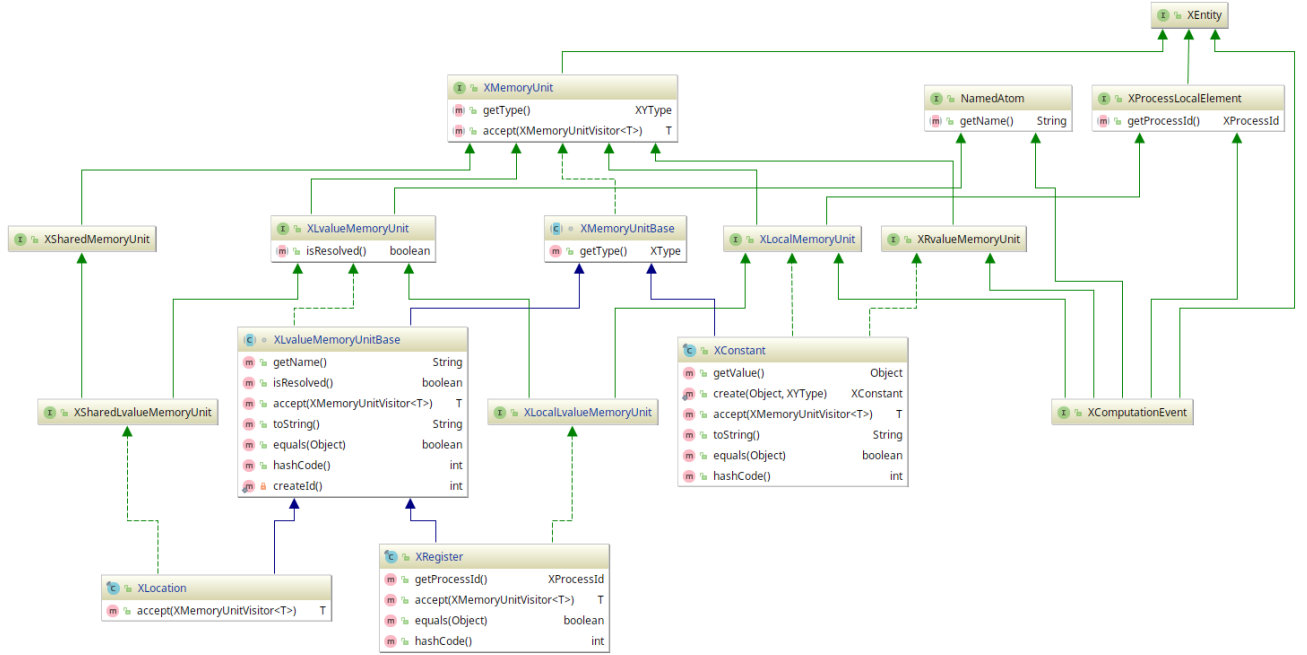 XEntity
XMemoryUnit
getType() XYType
accept(XMemoryUnitVisitor<T>) T
NamedAtom
getName() String
XProcessLocalElement
getProcessId() XProcessId
XSharedMemoryUnit
XLvalueMemoryUnit
isResolved() boolean
XMemoryUnitBase
getType() XType
XLocalMemoryUnit
XRvalueMemoryUnit
XLvalueMemoryUnitBase
getName() String
isResolved() boolean
accept(XMemoryUnitVisitor<T>) T
toString() String
equals(Object) boolean
hashCode() int
createId() int
XConstant
getValue() Object
create(Object, XYType) XConstant
accept(XMemoryUnitVisitor<T>) T
toString() String
equals(Object) boolean
hashCode() int
XSharedLvalueMemoryUnit
XLocalLvalueMemoryUnit
XComputationEvent
XRegister
getProcessId() XProcessId
accept(XMemoryUnitVisitor<T>) T
equals(Object) boolean
hashCode() int
XLocation
accept(XMemoryUnitVisitor<T>) T